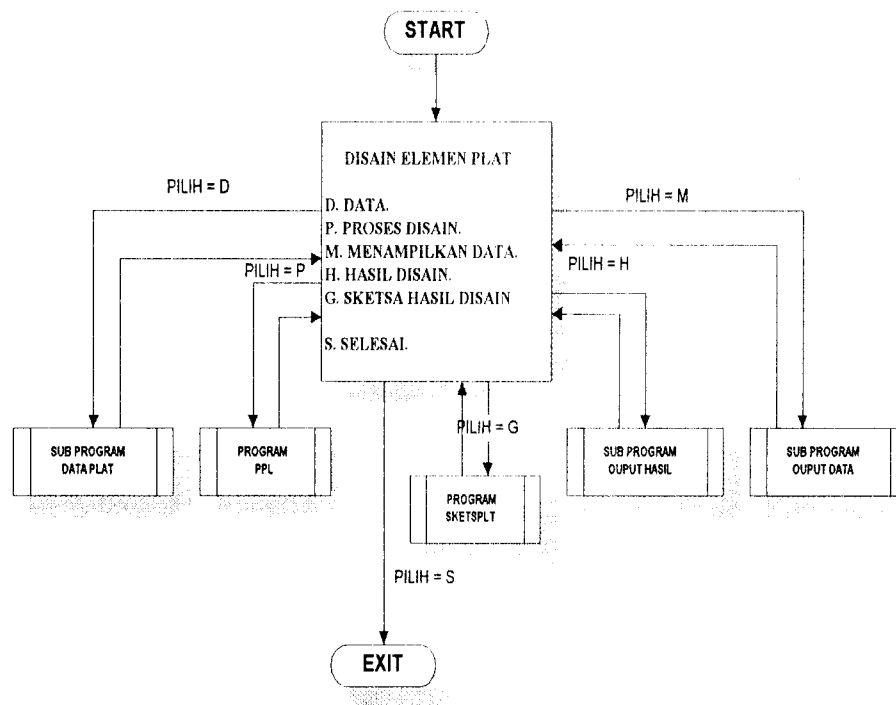 START
DISAIN ELEMEN PLAT
D. DATA.
P. PROSES DISAIN.
M. MENAMPILKAN DATA.
H. HASIL DISAIN.
G. SKETSA HASIL DISAIN
S. SELESAI.
PILIH = D
PILIH = M
PILIH = P
PILIH = H
SUB PROGRAM
DATA PLAT
PROGRAM
PPL
PILIH = G
PROGRAM
SKETSPLT
SUB PROGRAM
OUPUT HASIL
SUB PROGRAM
OUPUT DATA
PILIH = S
EXIT